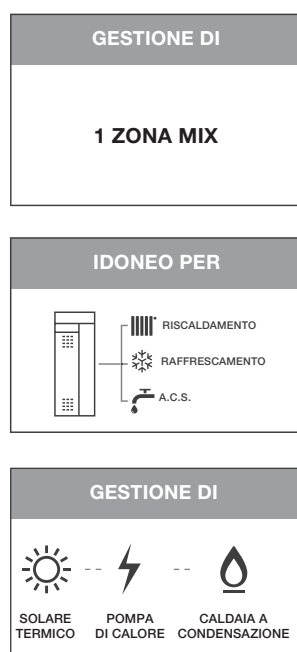 GESTIONE DI
1 ZONA MIX
IDONEO PER
RISCALDAMENTO
RAFFRESCAMENTO
A.C.S.
GESTIONE DI
SOLARE TERMICO
POMPA DI CALORE
CALDAIA A CONDENSAZIONE